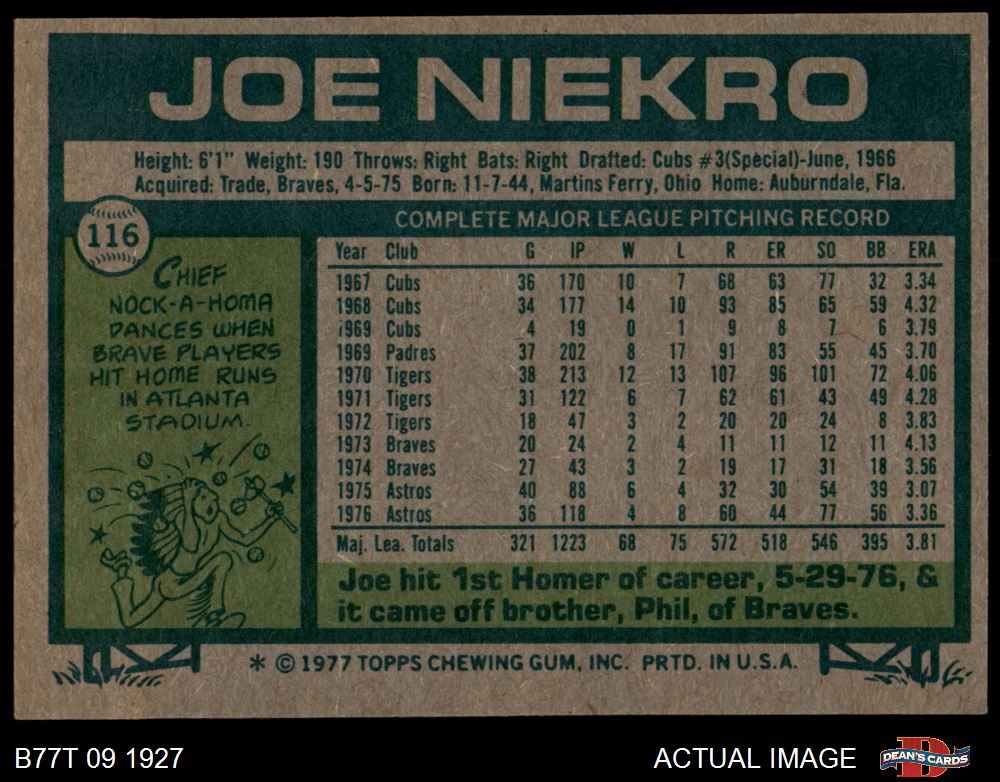 JOE NIEKRO
Height: 6'1" Weight: 190 Throws: Right Bats: Right Drafted: Cubs #3(Special)-June, 1966
Acquired: Trade, Braves, 4-5-75 Born: 11-7-44, Martins Ferry, Ohio Home: Auburndale, Fla.
116
CHIEF
NOCK-A-HOMA
DANCES WHEN
BRAVE PLAYERS
HIT HOME RUNS
IN ATLANTA
STADIUM.
COMPLETE MAJOR LEAGUE PITCHING RECORD
Year Club G IP W L R ER SO BB ERA
1967 Cubs 36 170 10 7 68 63 77 32 3.34
1968 Cubs 34 177 14 10 93 85 65 59 4.32
1969 Cubs 4 19 0 1 9 8 7 6 3.79
1969 Padres 37 202 8 17 91 83 55 45 3.70
1970 Tigers 38 213 12 13 107 96 101 72 4.06
1971 Tigers 31 122 6 7 62 61 43 49 4.28
1972 Tigers 18 47 3 2 20 20 24 8 3.83
1973 Braves 20 24 2 4 11 11 12 11 4.13
1974 Braves 27 43 3 2 19 17 31 18 3.56
1975 Astros 40 88 6 4 32 30 54 39 3.07
1976 Astros 36 118 4 8 60 44 77 56 3.36
Maj. Lea. Totals 321 1223 68 75 572 518 546 395 3.81
Joe hit 1st Homer of career, 5-29-76, &
it came off brother, Phil, of Braves.
* © 1977 TOPPS CHEWING GUM, INC. PRTD. IN U.S.A.
B77T 09 1927
ACTUAL IMAGE
D
DEAN'S CARDS